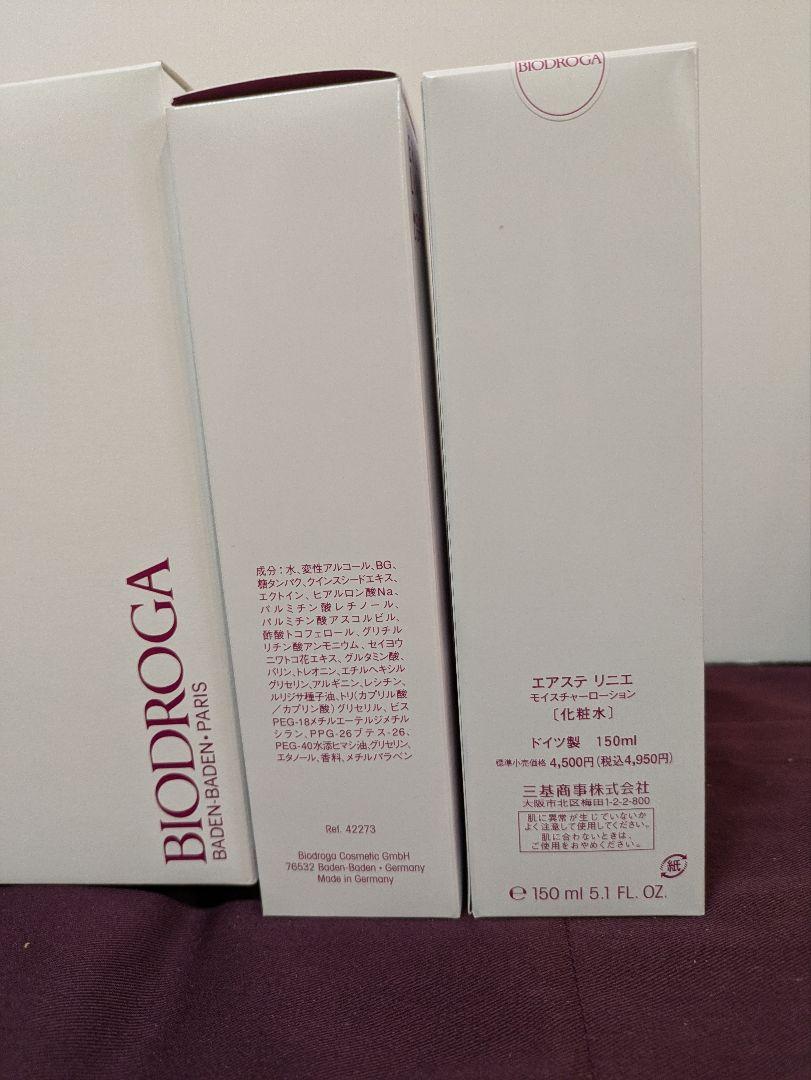 BIODROGA
BADEN-BADEN・PARIS
成分：水、変性アルコール、BG、
糖タンパク、クインスシードエキス、
エクトイン、ヒアルロン酸Na、
パルミチン酸レチノール、
パルミチン酸アスコルビル、
酢酸トコフェロール、グリチル
リチン酸アンモニウム、セイヨウ
ニワトコ花エキス、グルタミン酸、
バリン、トレオニン、エチルヘキシル
グリセリン、アルギニン、レシチン、
ルリジサ種子油、トリ(カプリル酸
／カプリン酸)グリセリル、ビス
PEG-18メチルエーテルジメチル
シラン、PPG-26ブテス-26、
PEG-40水添ヒマシ油、グリセリン、
エタノール、香料、メチルパラベン
Ref. 42273
Biodroga Cosmetic GmbH
76532 Baden-Baden・Germany
Made in Germany
BIODROGA
エアステ リニエ
モイスチャーローション
〔化粧水〕
ドイツ製 150ml
標準小売価格 4,500円(税込4,950円)
三基商事株式会社
大阪市北区梅田1-2-2-800
肌に異常が生じていないか
よく注意して使用してください。
肌に合わないときは、
ご使用をおやめください。
紙
℮ 150 ml 5.1 FL. OZ.